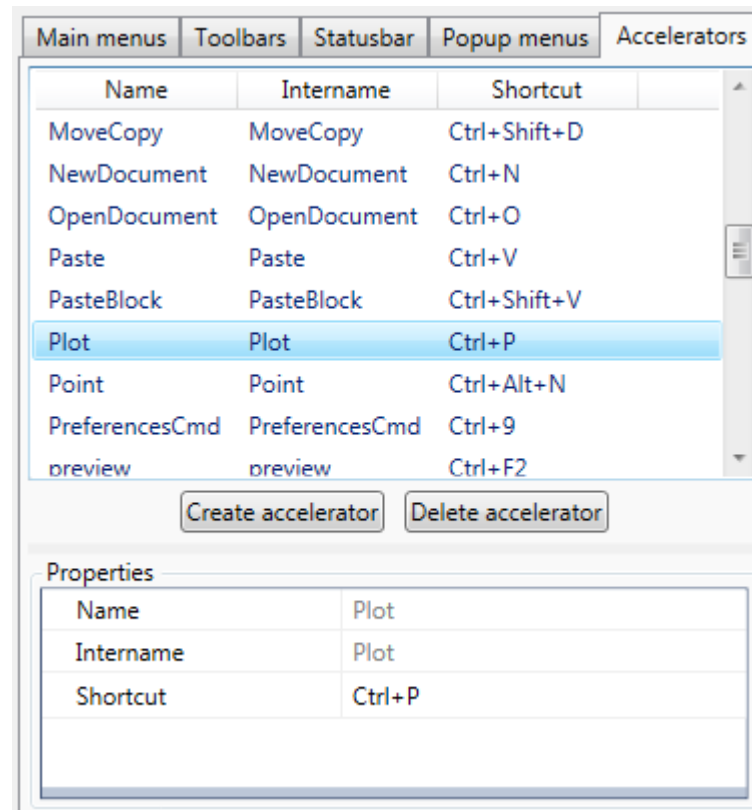 Main menus Toolbars Statusbar Popup menus Accelerators
Name Intername Shortcut
MoveCopy MoveCopy Ctrl+Shift+D
NewDocument NewDocument Ctrl+N
OpenDocument OpenDocument Ctrl+O
Paste Paste Ctrl+V
PasteBlock PasteBlock Ctrl+Shift+V
Plot Plot Ctrl+P
Point Point Ctrl+Alt+N
PreferencesCmd PreferencesCmd Ctrl+9
preview preview Ctrl+F2
Create accelerator Delete accelerator
Properties
Name Plot
Intername Plot
Shortcut Ctrl+P